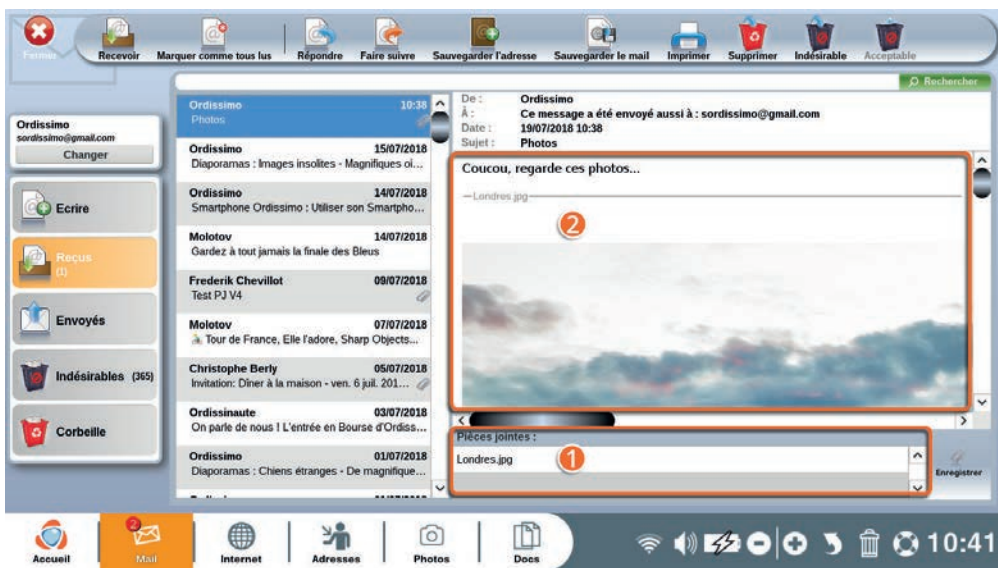 Fermer
Recevoir
Marquer comme tous lus
Répondre
Faire suivre
Sauvegarder l'adresse
Sauvegarder le mail
Imprimer
Supprimer
Indésirable
Acceptable
Rechercher
Ordissimo
sordissimo@gmail.com
Changer
Ecrire
Reçus
(1)
Envoyés
Indésirables (365)
Corbeille
Ordissimo 10:38
Photos
Ordissimo 15/07/2018
Diaporamas : Images insolites - Magnifiques oi...
Ordissimo 14/07/2018
Smartphone Ordissimo : Utiliser son Smartpho...
Molotov 14/07/2018
Gardez à tout jamais la finale des Bleus
Frederik Chevillot 09/07/2018
Test PJ V4
Molotov 07/07/2018
Tour de France, Elle l'adore, Sharp Objects...
Christophe Berly 05/07/2018
Invitation: Dîner à la maison - ven. 6 juil. 201...
Ordissinaute 03/07/2018
On parle de nous ! L'entrée en Bourse d'Ordiss...
Ordissimo 01/07/2018
Diaporamas : Chiens étranges - De magnifique...
De : Ordissimo
À : Ce message a été envoyé aussi à : sordissimo@gmail.com
Date : 19/07/2018 10:38
Sujet : Photos
Coucou, regarde ces photos...
Londres.jpg
2
Pièces jointes :
Londres.jpg
1
Enregistrer
Accueil
2
Mail
Internet
Adresses
Photos
Docs
10:41